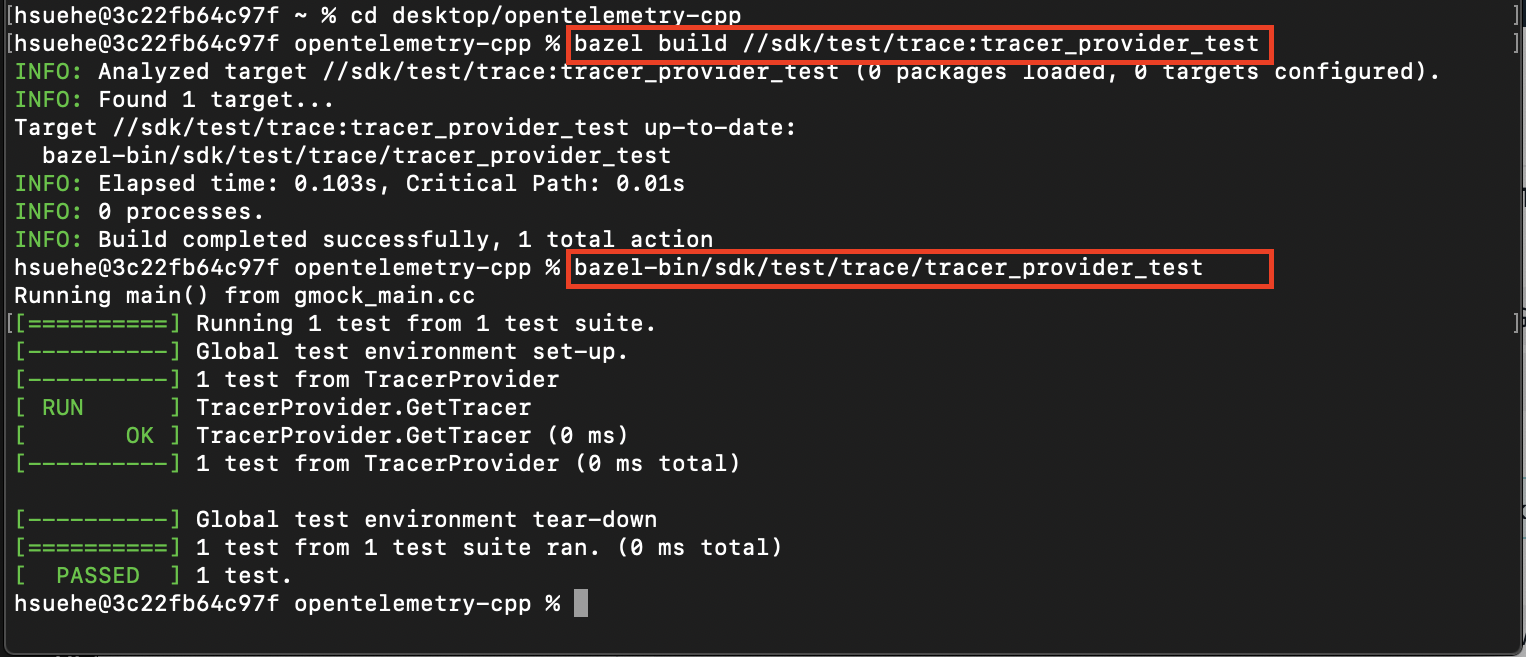 [hsuehe@3c22fb64c97f ~ % cd desktop/opentelemetry-cpp ]
[hsuehe@3c22fb64c97f opentelemetry-cpp % bazel build //sdk/test/trace:tracer_provider_test ]
INFO: Analyzed target //sdk/test/trace:tracer_provider_test (0 packages loaded, 0 targets configured).
INFO: Found 1 target...
Target //sdk/test/trace:tracer_provider_test up-to-date:
  bazel-bin/sdk/test/trace/tracer_provider_test
INFO: Elapsed time: 0.103s, Critical Path: 0.01s
INFO: 0 processes.
INFO: Build completed successfully, 1 total action
hsuehe@3c22fb64c97f opentelemetry-cpp % bazel-bin/sdk/test/trace/tracer_provider_test
Running main() from gmock_main.cc
[[==========] Running 1 test from 1 test suite. ]
[----------] Global test environment set-up.
[----------] 1 test from TracerProvider
[ RUN      ] TracerProvider.GetTracer
[       OK ] TracerProvider.GetTracer (0 ms)
[----------] 1 test from TracerProvider (0 ms total)
[----------] Global test environment tear-down
[==========] 1 test from 1 test suite ran. (0 ms total)
[  PASSED  ] 1 test.
hsuehe@3c22fb64c97f opentelemetry-cpp %